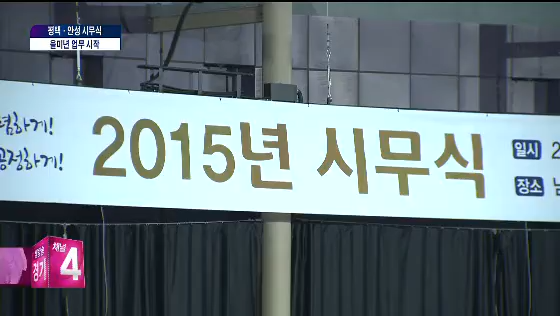 평택·안성 시무식
을미년 업무 시작
하게!
공정하게!
2015년 시무식
일시 2
장소
채널
경기
4